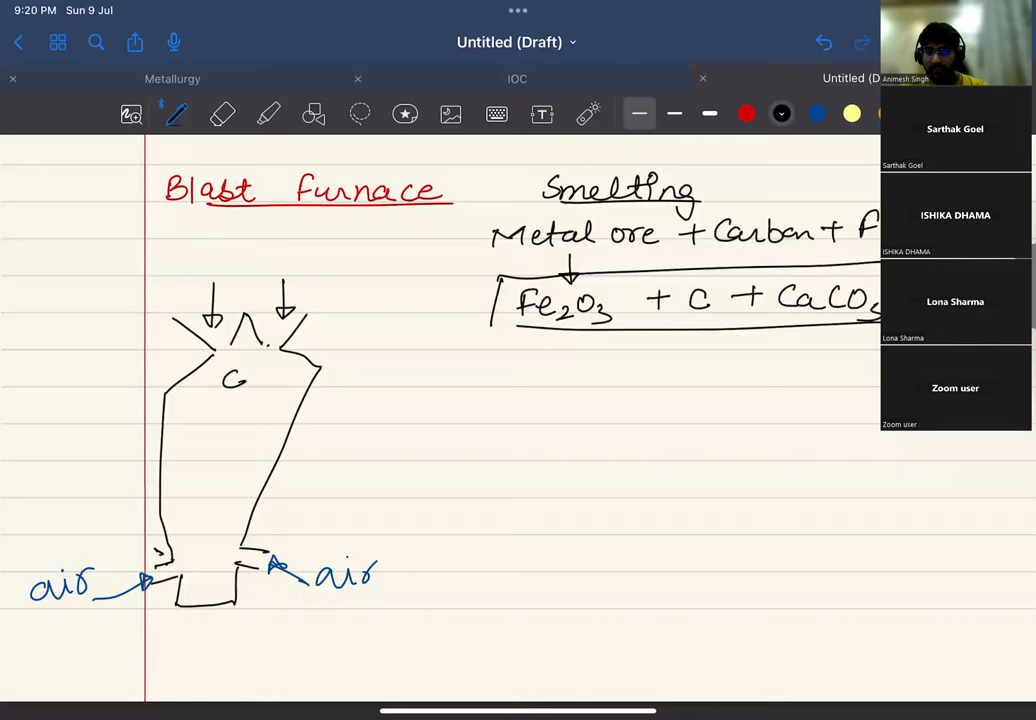 9:20 PM Sun 9 Jul
Untitled (Draft)
Metallurgy
IOC
Untitled (D
Animesh Singh
Sarthak Goel
Sarthak Goel
ISHIKA DHAMA
ISHIKA DHAMA
Lona Sharma
Lona Sharma
Zoom user
Zoom user
Blast Furnace
Smelting
Metal ore + Carbon + F
Fe₂O₃ + C + CaCO₃
C
air
air